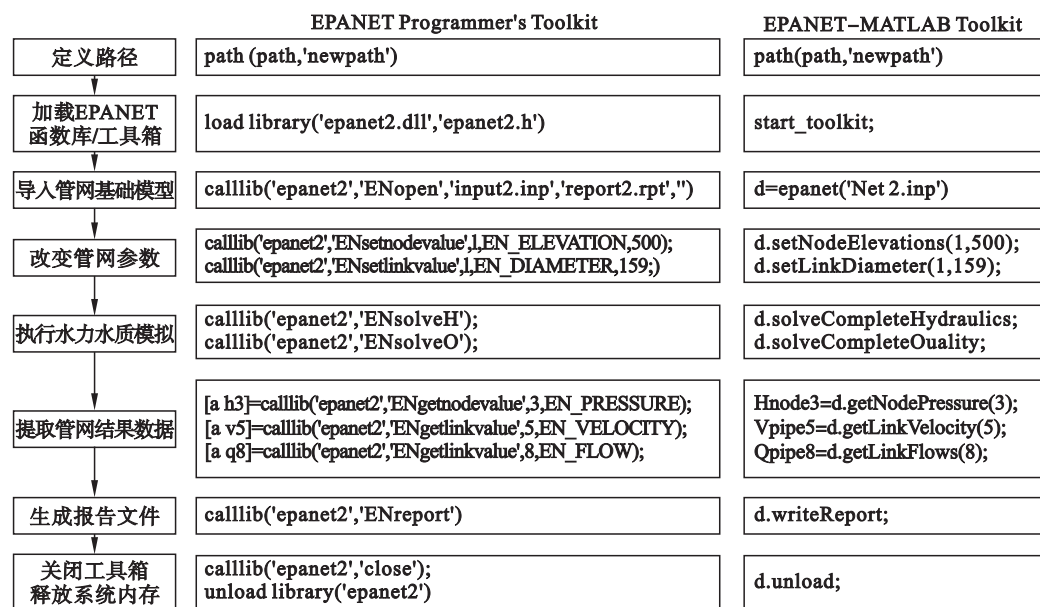 EPANET Programmer's Toolkit
EPANET-MATLAB Toolkit
定义路径
path (path,'newpath')
path(path,'newpath')
加载EPANET
函数库/工具箱
load library('epanet2.dll','epanet2.h')
start_toolkit;
导入管网基础模型
calllib('epanet2','ENopen','input2.inp','report2.rpt','')
d=epanet('Net 2.inp')
改变管网参数
calllib('epanet2','ENsetnodevalue',l,EN_ELEVATION,500);
calllib('epanet2','ENsetlinkvalue',l,EN_DIAMETER,159;)
d.setNodeElevations(1,500);
d.setLinkDiameter(1,159);
执行水力水质模拟
calllib('epanet2','ENsolveH');
calllib('epanet2','ENsolveO');
d.solveCompleteHydraulics;
d.solveCompleteOuality;
提取管网结果数据
[a h3]=calllib('epanet2','ENgetnodevalue',3,EN_PRESSURE);
[a v5]=calllib('epanet2','ENgetlinkvalue',5,EN_VELOCITY);
[a q8]=calllib('epanet2','ENgetlinkvalue',8,EN_FLOW);
Hnode3=d.getNodePressure(3);
Vpipe5=d.getLinkVelocity(5);
Qpipe8=d.getLinkFlows(8);
生成报告文件
calllib('epanet2','ENreport')
d.writeReport;
关闭工具箱
释放系统内存
calllib('epanet2','close');
unload library('epanet2')
d.unload;